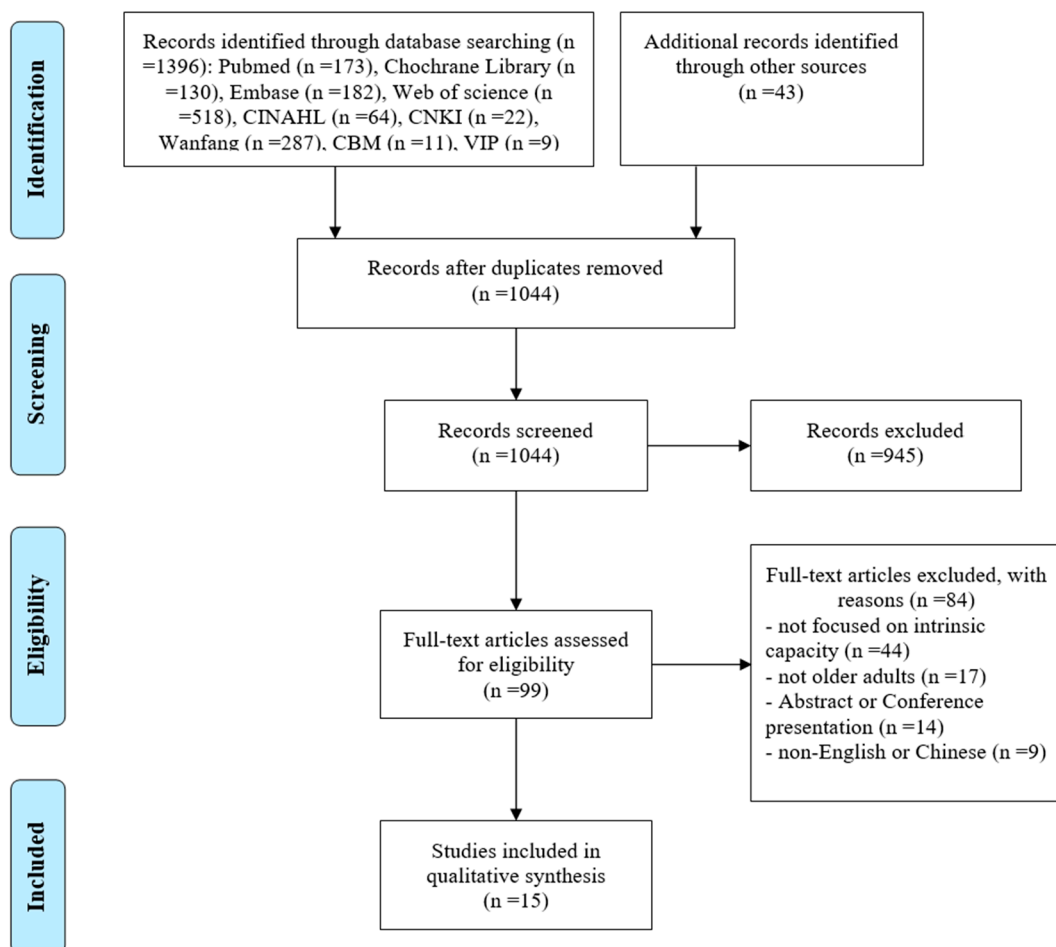 Identification
Records identified through database searching (n
=1396): Pubmed (n =173), Chochrane Library (n
=130), Embase (n =182), Web of science (n
=518), CINAHL (n =64), CNKI (n =22),
Wanfang (n =287), CBM (n =11), VIP (n =9)
Additional records identified
through other sources
(n =43)
Records after duplicates removed
(n =1044)
Screening
Records screened
(n =1044)
Records excluded
(n =945)
Eligibility
Full-text articles assessed
for eligibility
(n =99)
Full-text articles excluded, with
reasons (n =84)
- not focused on intrinsic
capacity (n =44)
- not older adults (n =17)
- Abstract or Conference
presentation (n =14)
- non-English or Chinese (n =9)
Included
Studies included in
qualitative synthesis
(n =15)